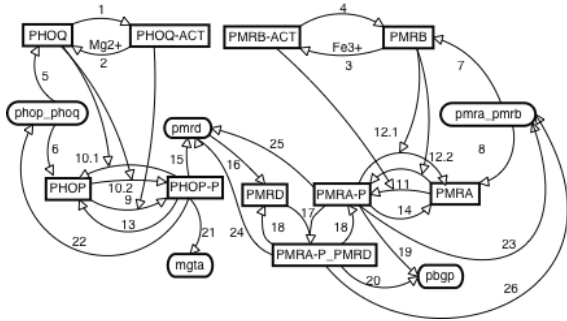 1
4
PHOQ
Mg2+
PHOQ-ACT
PMRB-ACT
Fe3+
PMRB
2
3
5
7
phop_phoq
pmrd
25
12.1
pmra_pmrb
6
10.1
15
16
12.2
8
PHOP
10.2
PHOP-P
PMRD
PMRA-P
11
PMRA
9
13
17
14
22
21
24
18
18
19
23
mgta
PMRA-P_PMRD
20
pbgp
26